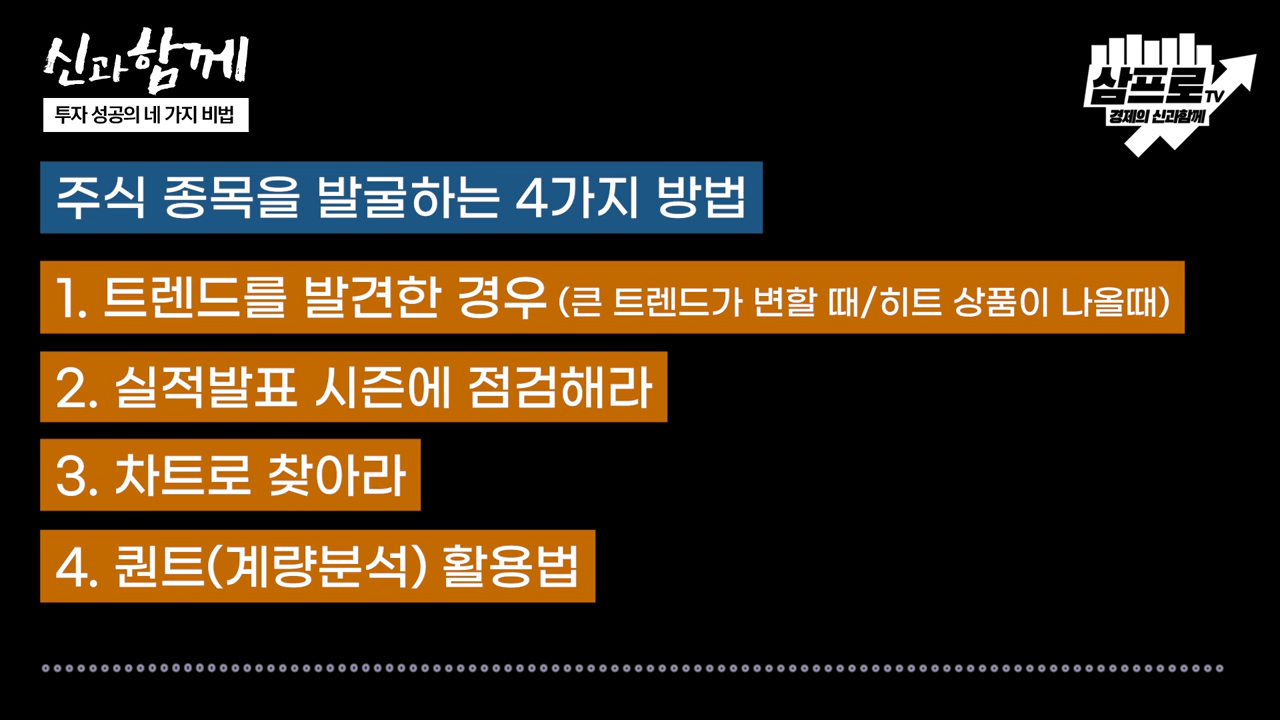 신과함께
투자 성공의 네 가지 비법
삼프로TV
경제의 신과함께
주식 종목을 발굴하는 4가지 방법
1. 트렌드를 발견한 경우 (큰 트렌드가 변할 때/히트 상품이 나올때)
2. 실적발표 시즌에 점검해라
3. 차트로 찾아라
4. 퀀트(계량분석) 활용법